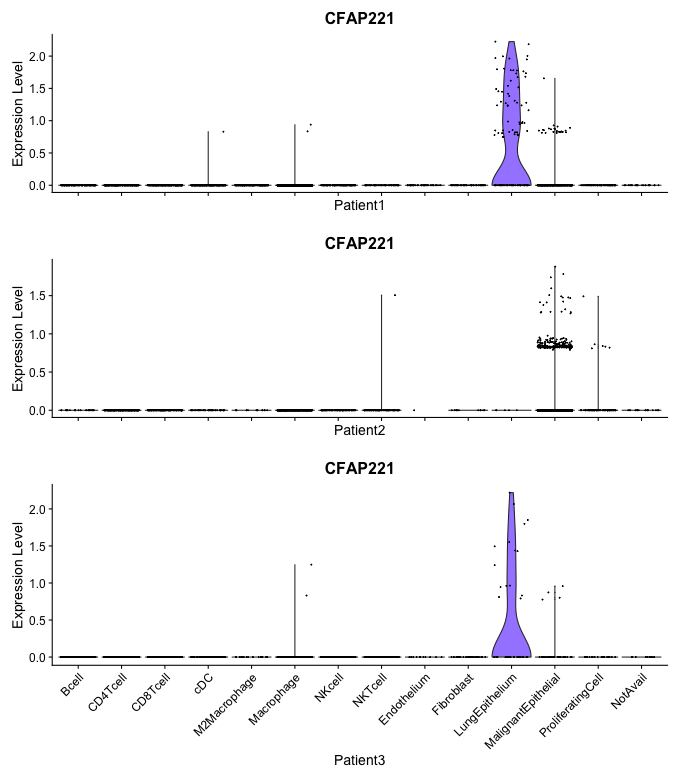 CFAP221
Expression Level
2.0
1.5
1.0
0.5
0.0
Patient1
CFAP221
Expression Level
1.5
1.0
0.5
0.0
Patient2
CFAP221
Expression Level
2.0
1.5
1.0
0.5
0.0
Bcell
CD4Tcell
CD8Tcell
cDC
M2Macrophage
Macrophage
NKcell
NKTcell
Endothelium
Fibroblast
LungEpithelium
MalignantEpithelial
ProliferatingCell
NotAvail
Patient3